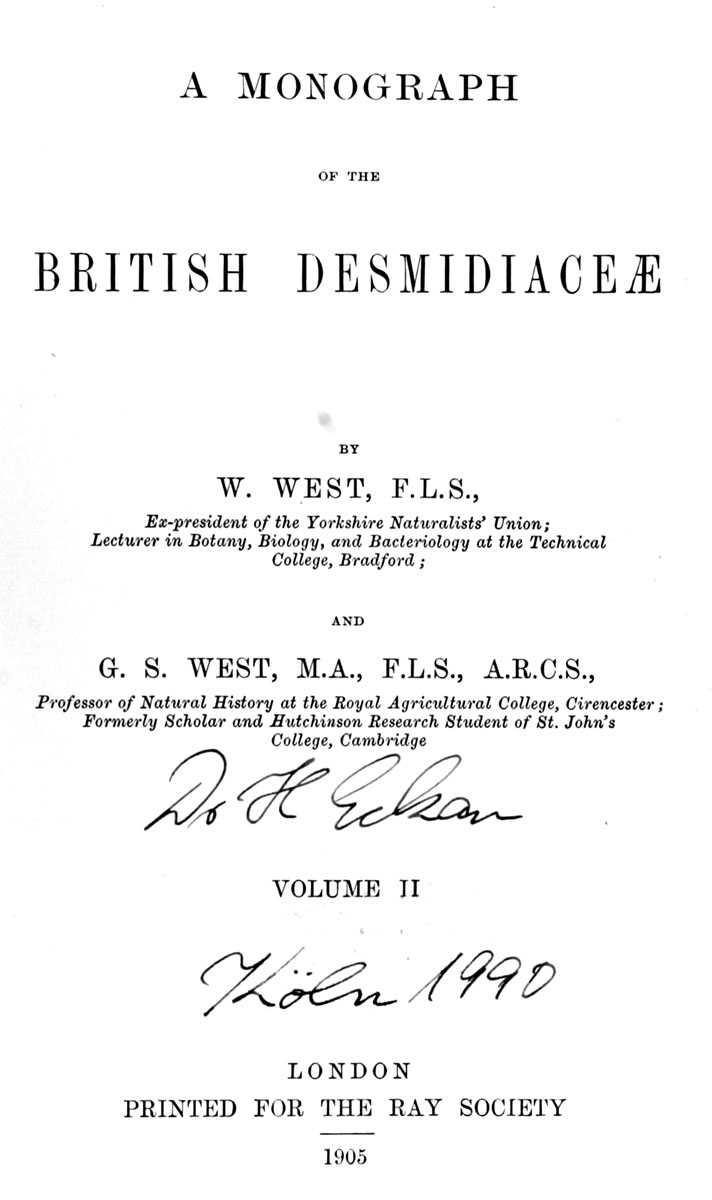 A MONOGRAPH
OF THE
BRITISH DESMIDIACEÆ
BY
W. WEST, F.L.S.,
Ex-president of the Yorkshire Naturalists' Union;
Lecturer in Botany, Biology, and Bacteriology at the Technical
College, Bradford;
AND
G. S. WEST, M.A., F.L.S., A.R.C.S.,
Professor of Natural History at the Royal Agricultural College, Cirencester;
Formerly Scholar and Hutchinson Research Student of St. John's
College, Cambridge
Dr H
VOLUME II
Köln 1990
LONDON
PRINTED FOR THE RAY SOCIETY
1905